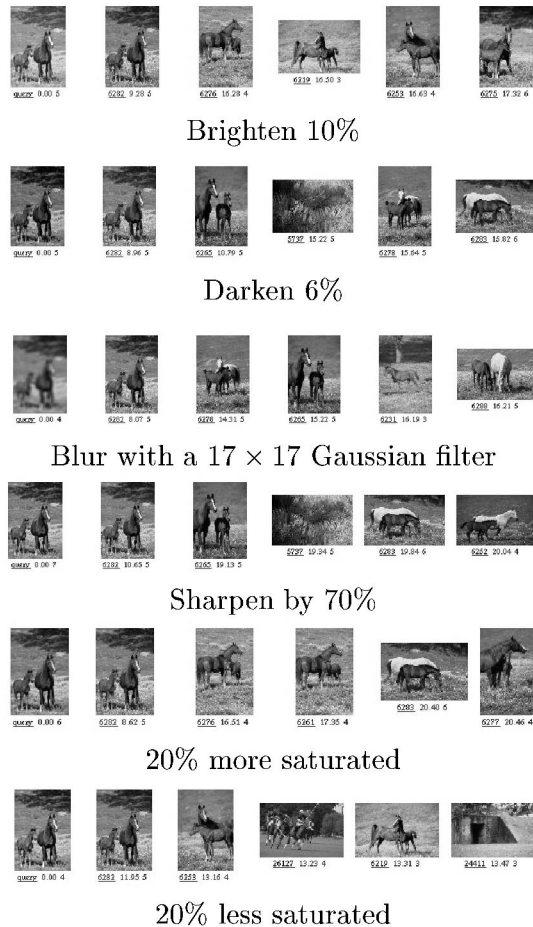 query 0.00 5 6282 9.28 5 6276 16.28 4 6219 16.50 3 6253 16.63 4 6275 17.32 6
Brighten 10%
query 0.00 5 6282 8.96 5 6265 10.79 5 5737 15.22 5 6278 15.64 5 6283 15.82 6
Darken 6%
query 0.00 4 6282 8.07 5 6278 14.31 5 6265 15.22 5 6231 16.19 3 6288 16.21 5
Blur with a 17 × 17 Gaussian filter
query 0.00 7 6282 10.65 5 6265 19.13 5 5737 19.34 5 6283 19.84 6 6252 20.04 4
Sharpen by 70%
query 0.00 6 6282 8.62 5 6276 16.51 4 6261 17.35 4 6283 20.40 6 6277 20.46 4
20% more saturated
query 0.00 4 6282 11.95 5 6253 13.16 4 26127 13.23 4 6219 13.31 3 24411 13.47 3
20% less saturated